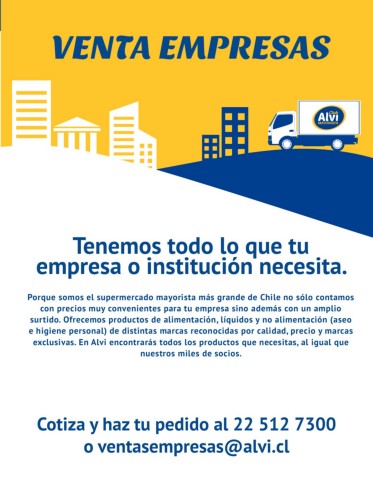 VENTA EMPRESAS
Alvi
Tenemos todo lo que tu
empresa o institución necesita.
Porque somos el supermercado mayorista más grande de Chile no sólo contamos
con precios muy convenientes para tu empresa sino además con un amplio
surtido. Ofrecemos productos de alimentación, líquidos y no alimentación (aseo
e higiene personal) de distintas marcas reconocidas por calidad, precio y marcas
exclusivas. En Alvi encontrarás todos los productos que necesitas, al igual que
nuestros miles de socios.
Cotiza y haz tu pedido al 22 512 7300
o ventasempresas@alvi.cl